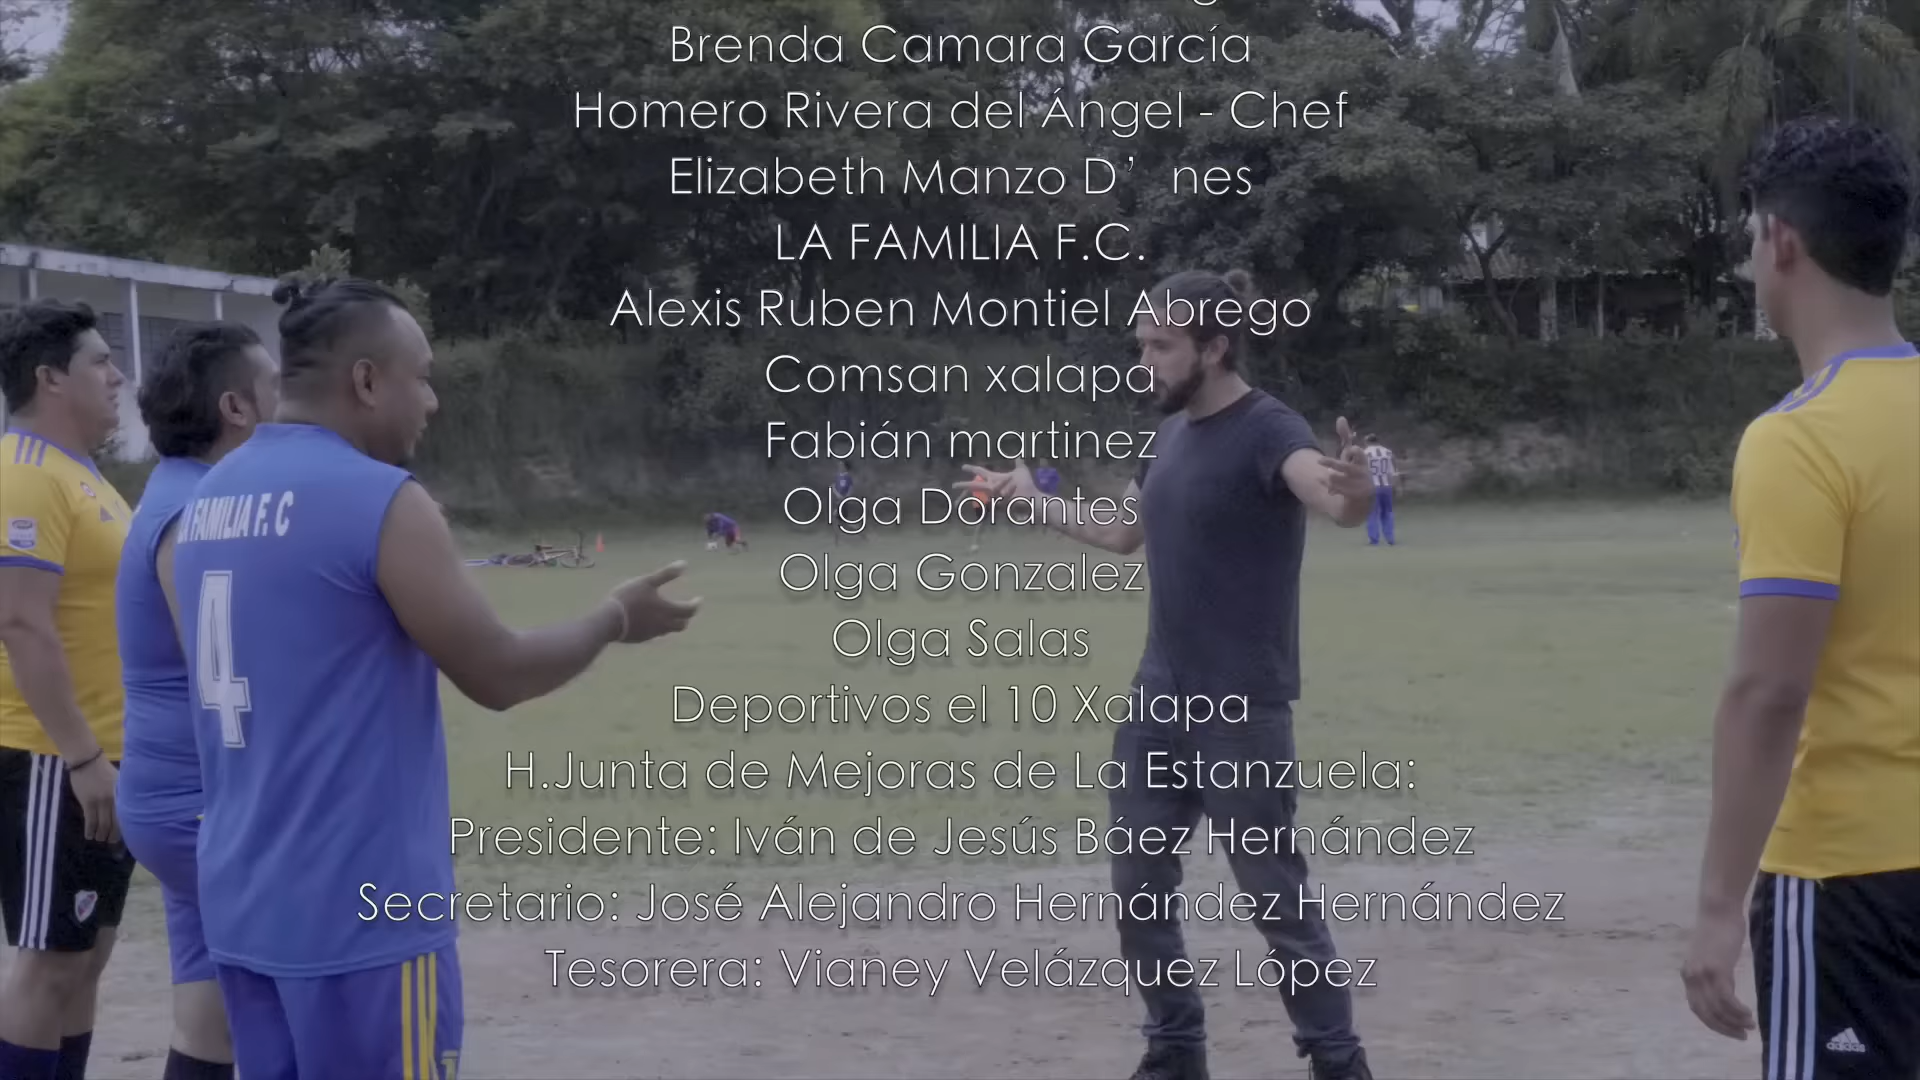 Brenda Camara García
Homero Rivera del Ángel - Chef
Elizabeth Manzo D’ nes
LA FAMILIA F.C.
Alexis Ruben Montiel Abrego
Comsan xalapa
Fabián martinez
Olga Dorantes
Olga Gonzalez
Olga Salas
Deportivos el 10 Xalapa
H.Junta de Mejoras de La Estanzuela:
Presidente: Iván de Jesús Báez Hernández
Secretario: José Alejandro Hernández Hernández
Tesorera: Vianey Velázquez López
LA FAMILIA F. C
4
50
adidas